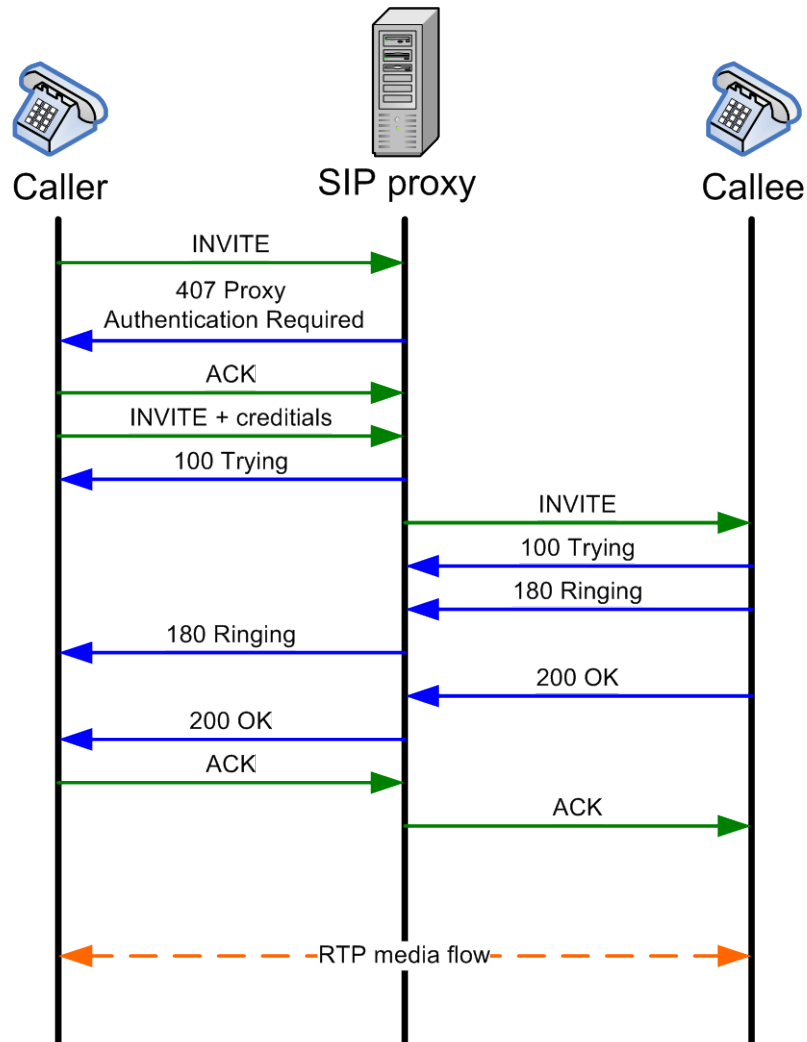 Caller
SIP proxy
Callee
INVITE
407 Proxy
Authentication Required
ACK
INVITE + creditials
100 Trying
INVITE
100 Trying
180 Ringing
180 Ringing
200 OK
200 OK
ACK
ACK
RTP media flow